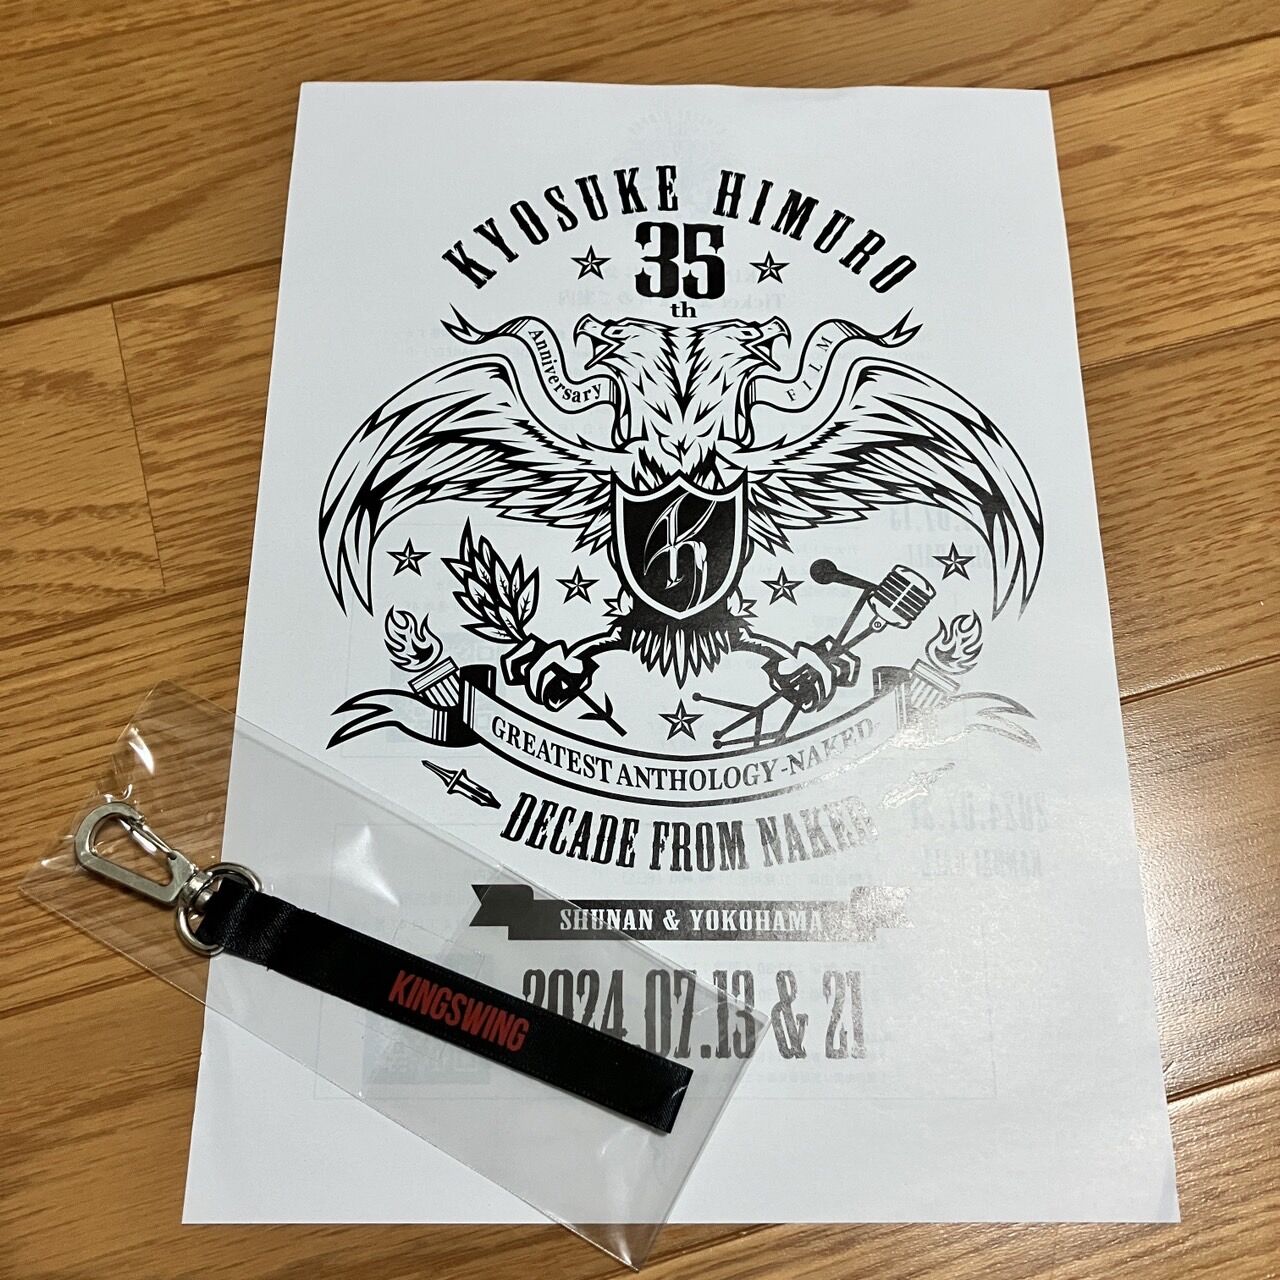 KYOSUKE HIMURO
35
th
Anniversary
FILM
K
GREATEST ANTHOLOGY -NAKED-
DECADE FROM NAKED
SHUNAN & YOKOHAMA
2024.07.13 & 21
KINGSWING